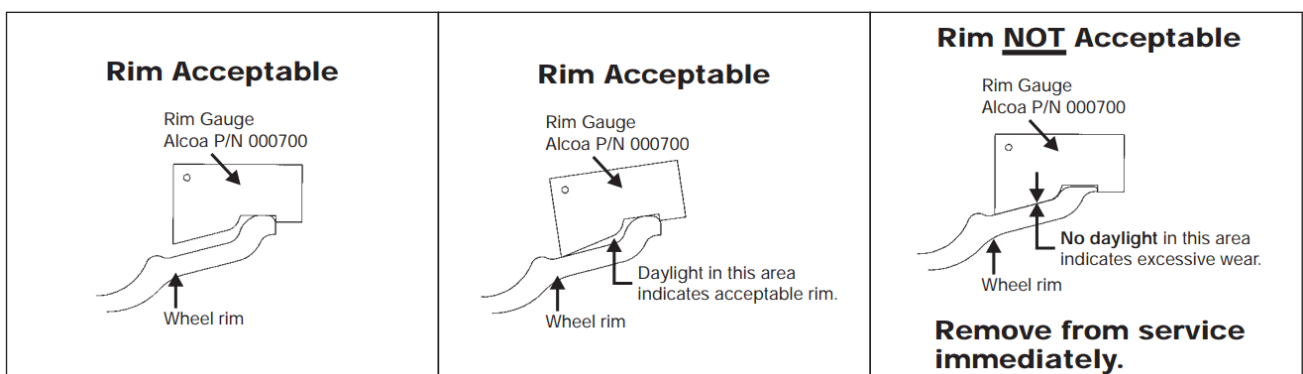 Rim Acceptable
Rim Gauge
Alcoa P/N 000700
Wheel rim
Rim Acceptable
Rim Gauge
Alcoa P/N 000700
Daylight in this area
indicates acceptable rim.
Wheel rim
Rim NOT Acceptable
Rim Gauge
Alcoa P/N 000700
No daylight in this area
indicates excessive wear.
Wheel rim
Remove from service
immediately.